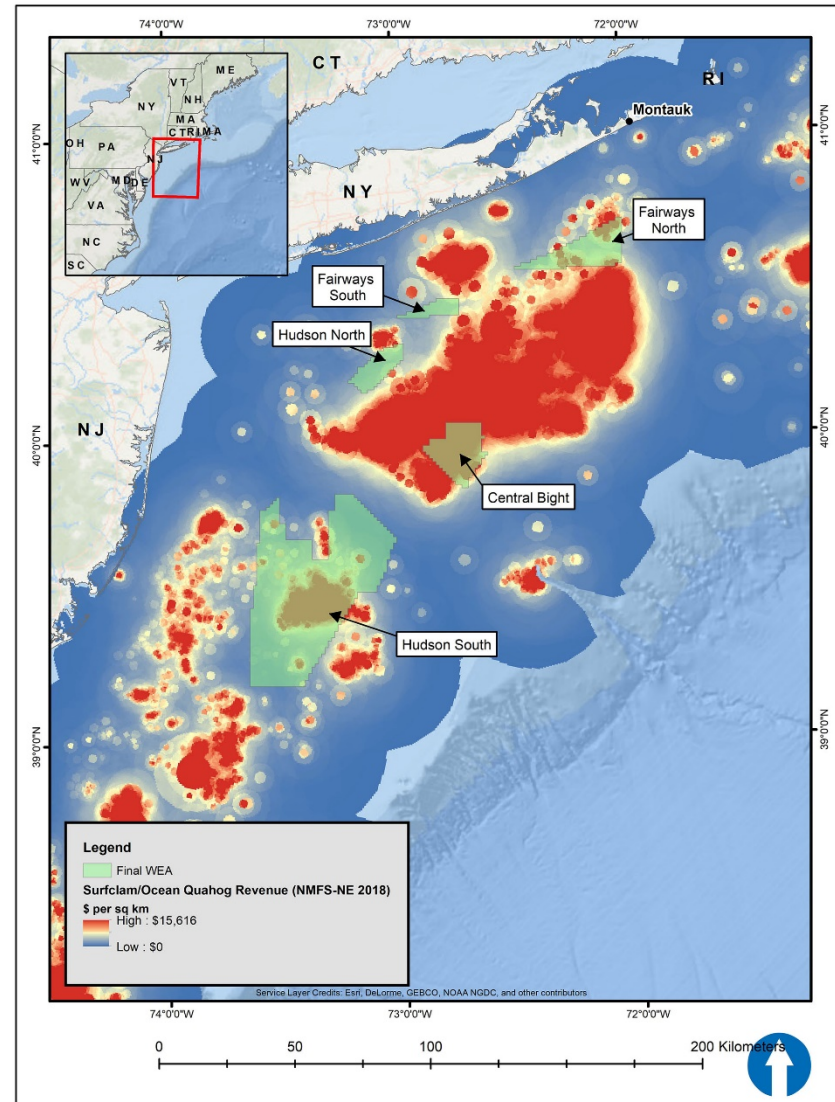 74°0'0"W
73°0'0"W
72°0'0"W
ME
VT
NH
NY
MA
CT
RI
MA
OH
PA
NJ
WV
MD
DE
VA
NC
SC
CT
RI
Montauk
41°0'0"N
41°0'0"N
NY
Fairways
North
Fairways
South
Hudson North
NJ
40°0'0"N
40°0'0"N
Central Bight
Hudson South
39°0'0"N
39°0'0"N
Legend
Final WEA
Surfclam/Ocean Quahog Revenue (NMFS-NE 2018)
$ per sq km
High : $15,616
Low : $0
Service Layer Credits: Esri, DeLorme, GEBCO, NOAA NGDC, and other contributors
74°0'0"W
73°0'0"W
72°0'0"W
0
50
100
200 Kilometers